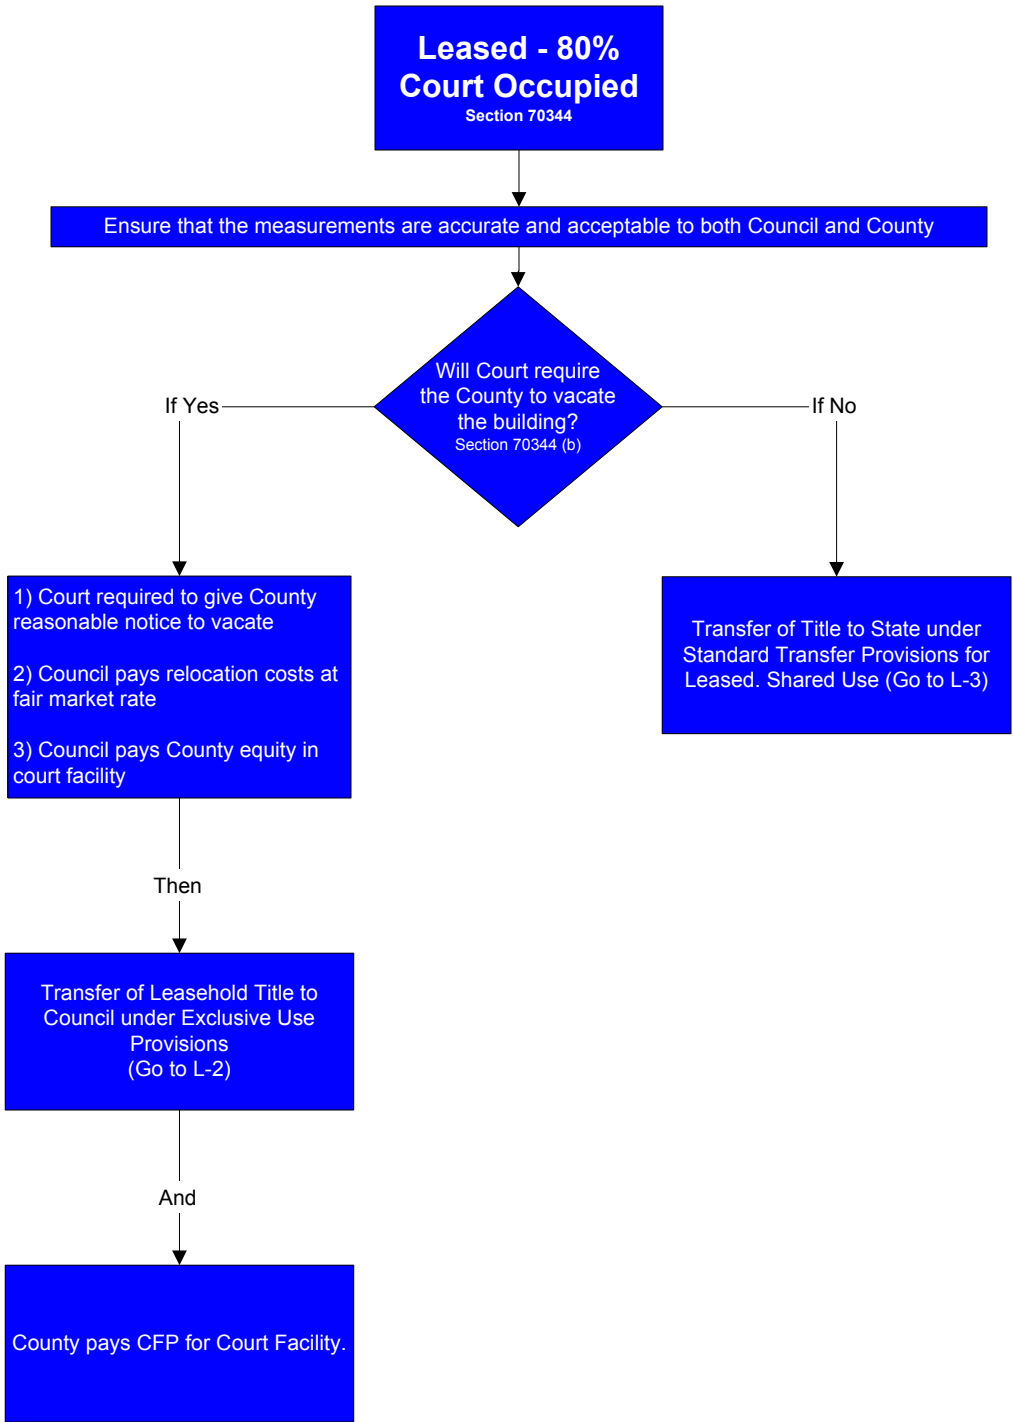 Leased - 80%
Court Occupied
Section 70344
Ensure that the measurements are accurate and acceptable to both Council and County
Will Court require
the County to vacate
the building?
Section 70344 (b)
If Yes
If No
1) Court required to give County
reasonable notice to vacate
2) Council pays relocation costs at
fair market rate
3) Council pays County equity in
court facility
Transfer of Title to State under
Standard Transfer Provisions for
Leased. Shared Use (Go to L-3)
Then
Transfer of Leasehold Title to
Council under Exclusive Use
Provisions
(Go to L-2)
And
County pays CFP for Court Facility.